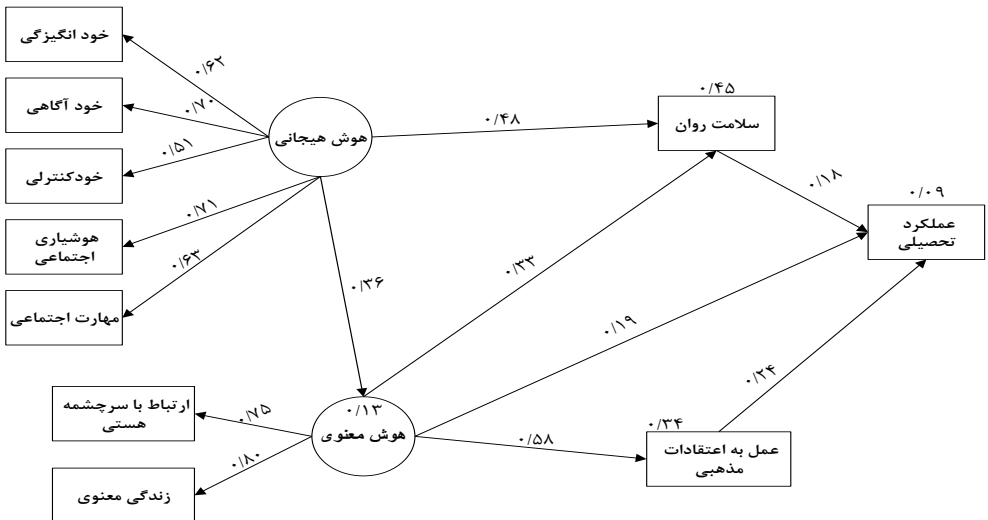 خود انگیزگی
۰/۶۲
خود آگاهی
۰/۷۰
هوش هیجانی
۰/۴۸
۰/۴۵
سلامت روان
خودکنترلی
۰/۵۱
۰/۱۸
۰/۰۹
عملکرد
تحصیلی
هوشیاری
اجتماعی
۰/۷۱
۰/۶۳
مهارت اجتماعی
۰/۳۶
۰/۳۳
۰/۱۹
۰/۲۴
ارتباط با سرچشمه
هستی
۰/۷۵
۰/۱۳
هوش معنوی
۰/۵۸
۰/۳۴
عمل به اعتقادات
مذهبی
۰/۸۰
زندگی معنوی